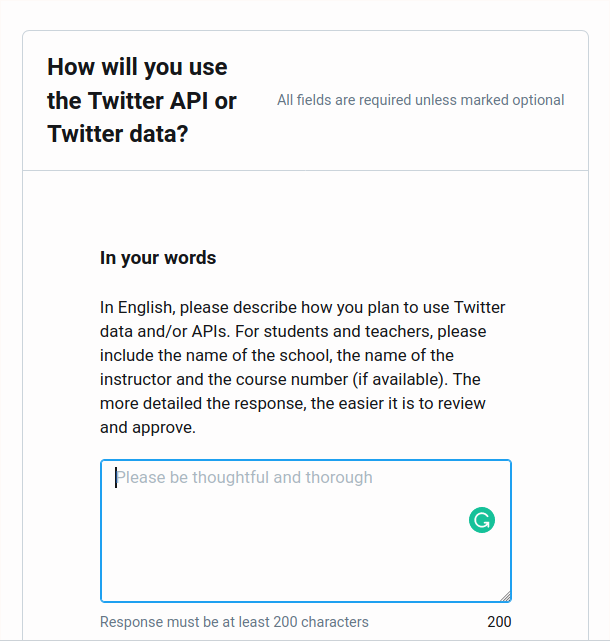 How will you use
the Twitter API or
Twitter data?
All fields are required unless marked optional
In your words
In English, please describe how you plan to use Twitter
data and/or APIs. For students and teachers, please
include the name of the school, the name of the
instructor and the course number (if available). The
more detailed the response, the easier it is to review
and approve.
Please be thoughtful and thorough
Response must be at least 200 characters
200